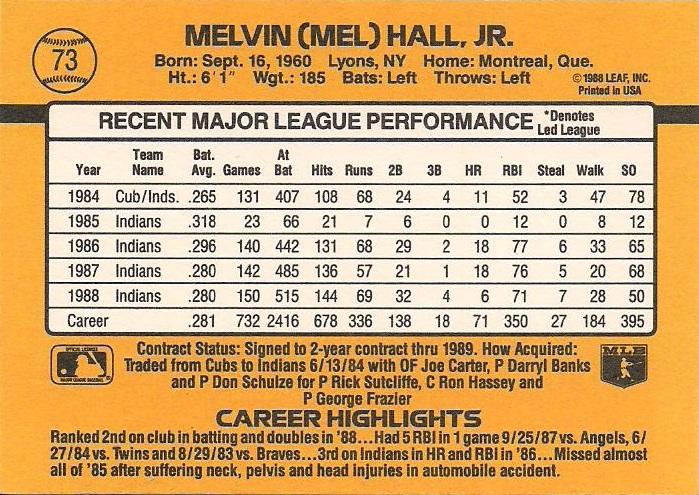 73
MELVIN (MEL) HALL, JR.
Born: Sept. 16, 1960 Lyons, NY Home: Montreal, Que.
Ht.: 6'1" Wgt.: 185 Bats: Left Throws: Left
©1988 LEAF, INC.
Printed in USA
RECENT MAJOR LEAGUE PERFORMANCE *Denotes Led League
Year Team Name Bat. Avg. Games At Bat Hits Runs 2B 3B HR RBI Steal Walk SO
1984 Cub/Inds. .265 131 407 108 68 24 4 11 52 3 47 78
1985 Indians .318 23 66 21 7 6 0 0 12 0 8 12
1986 Indians .296 140 442 131 68 29 2 18 77 6 33 65
1987 Indians .280 142 485 136 57 21 1 18 76 5 20 68
1988 Indians .280 150 515 144 69 32 4 6 71 7 28 50
Career .281 732 2416 678 336 138 18 71 350 27 184 395
OFFICIAL LICENSEE
MAJOR LEAGUE BASEBALL
Contract Status: Signed to 2-year contract thru 1989. How Acquired:
Traded from Cubs to Indians 6/13/84 with OF Joe Carter, P Darryl Banks
and P Don Schulze for P Rick Sutcliffe, C Ron Hassey and
P George Frazier
MLB
CAREER HIGHLIGHTS
Ranked 2nd on club in batting and doubles in '88...Had 5 RBI in 1 game 9/25/87 vs. Angels, 6/
27/84 vs. Twins and 8/29/83 vs. Braves...3rd on Indians in HR and RBI in '86...Missed almost
all of '85 after suffering neck, pelvis and head injuries in automobile accident.